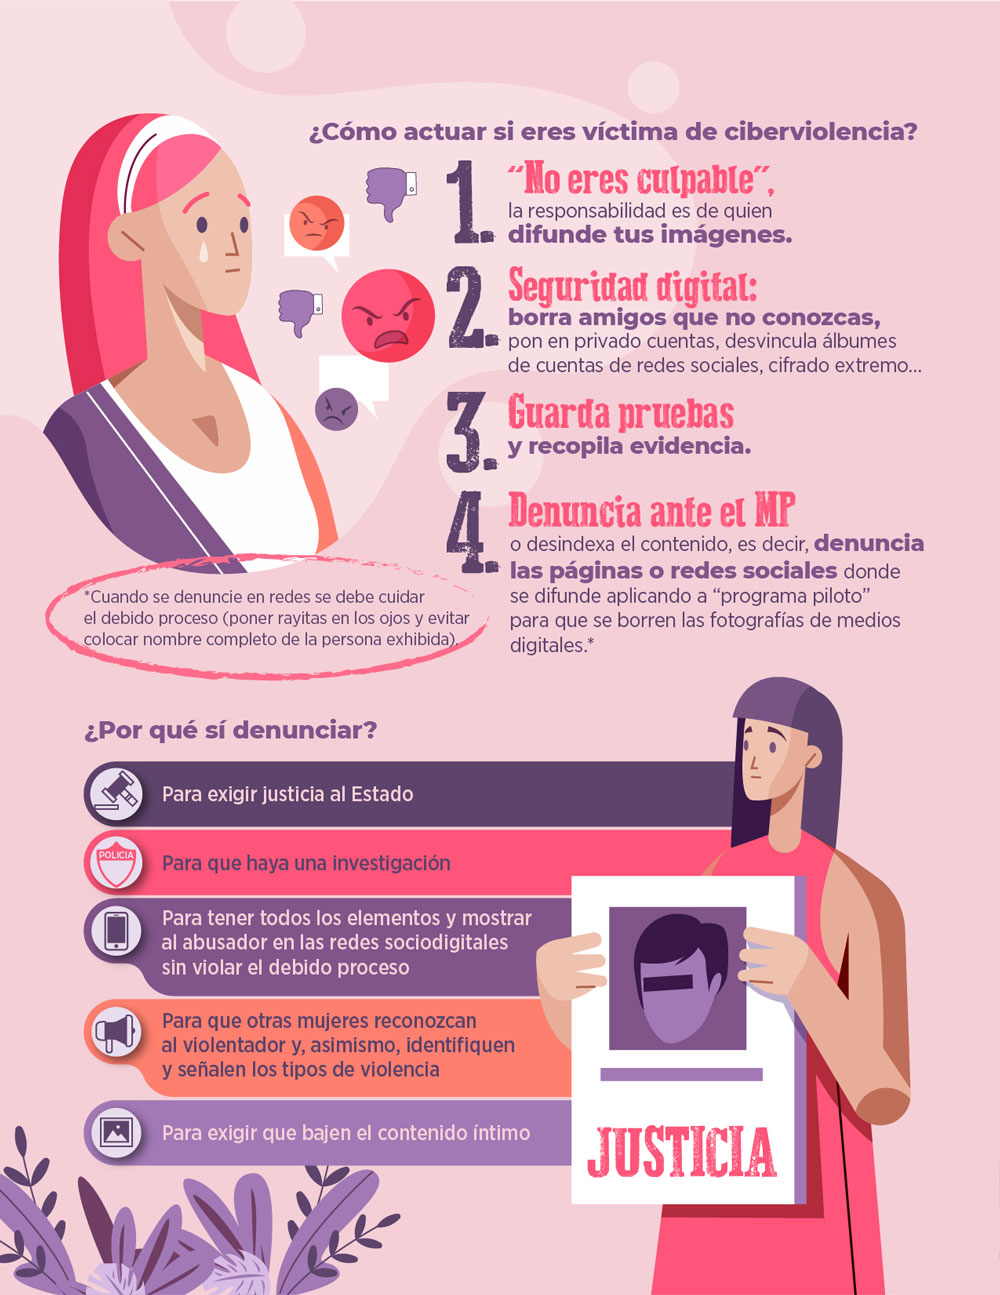 ¿Cómo actuar si eres víctima de ciberviolencia?
1. “No eres culpable”,
la responsabilidad es de quien
difunde tus imágenes.
2. Seguridad digital:
borra amigos que no conozcas,
pon en privado cuentas, desvincula álbumes
de cuentas de redes sociales, cifrado extremo...
3. Guarda pruebas
y recopila evidencia.
4. Denuncia ante el MP
o desindexa el contenido, es decir, denuncia
las páginas o redes sociales donde
se difunde aplicando a “programa piloto”
para que se borren las fotografías de medios
digitales.*
*Cuando se denuncie en redes se debe cuidar
el debido proceso (poner rayitas en los ojos y evitar
colocar nombre completo de la persona exhibida).
¿Por qué sí denunciar?
Para exigir justicia al Estado
POLICIA
Para que haya una investigación
Para tener todos los elementos y mostrar
al abusador en las redes sociodigitales
sin violar el debido proceso
Para que otras mujeres reconozcan
al violentador y, asimismo, identifiquen
y señalen los tipos de violencia
Para exigir que bajen el contenido íntimo
JUSTICIA